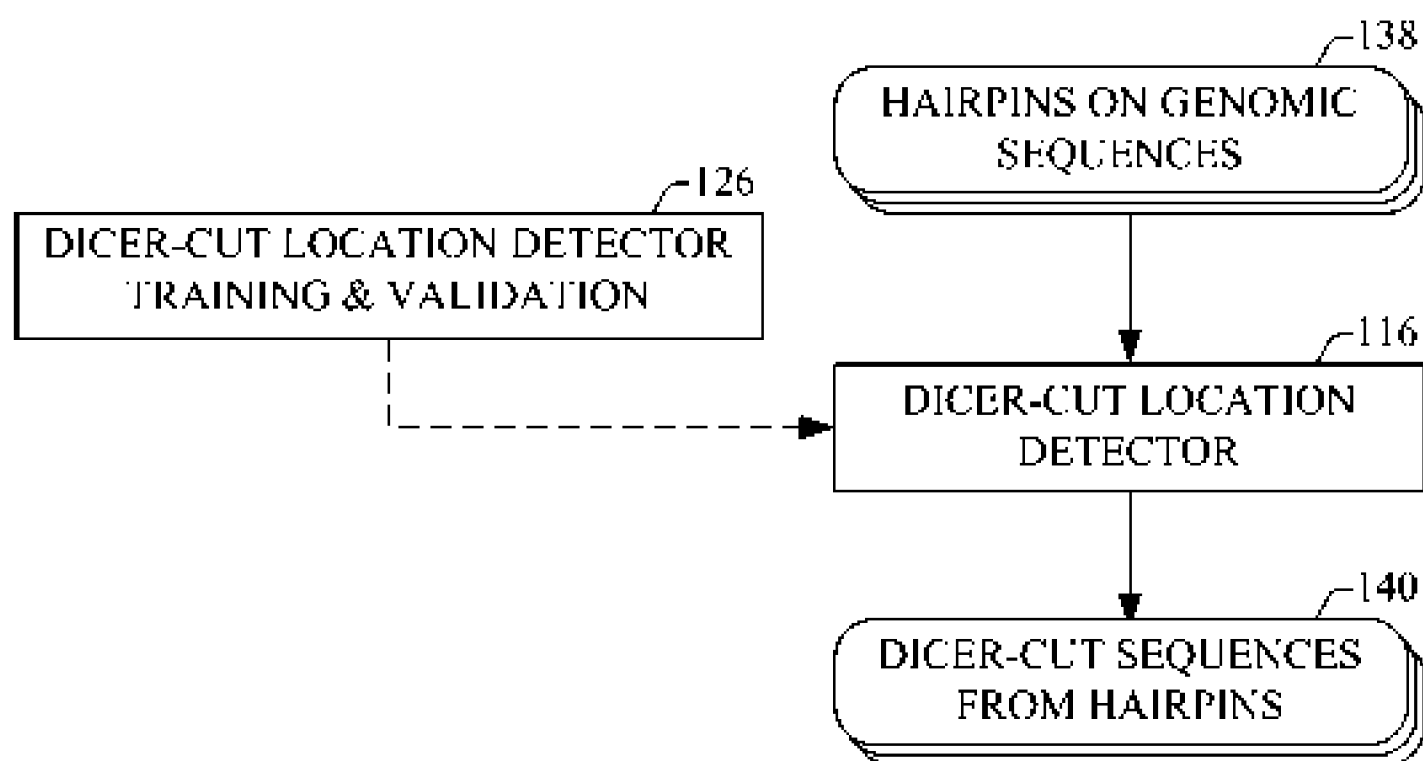 138
HAIRPINS ON GENOMIC
SEQUENCES
126
DICER-CUT LOCATION DETECTOR
TRAINING & VALIDATION
116
DICER-CUT LOCATION
DETECTOR
140
DICER-CUT SEQUENCES
FROM HAIRPINS